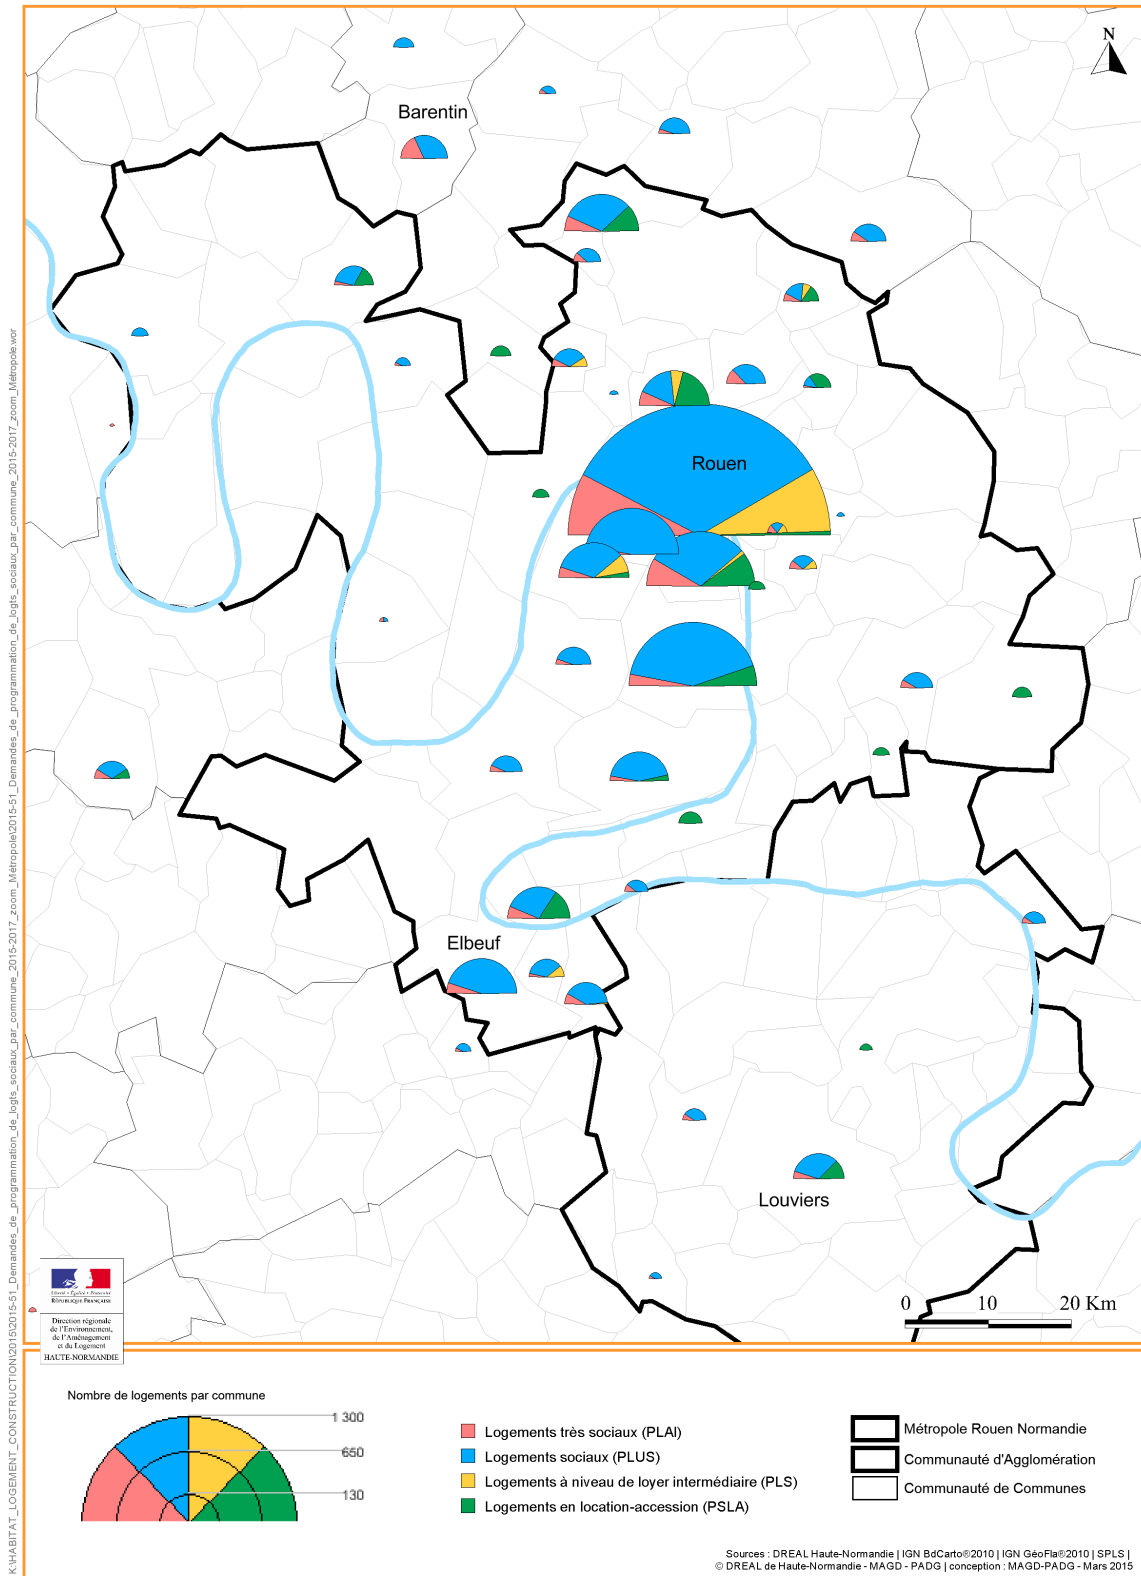 N
Barentin
Rouen
Elbeuf
Louviers
0 10 20 Km
K:\HABITAT_LOGEMENT_CONSTRUCTION\2015\2015-51_Demandes_de_programmation_de_logts_sociaux_par_commune_2015-2017_zoom_Métropole\2015-51_Demandes_de_programmation_de_logts_sociaux_par_commune_2015-2017_zoom_Métropole.wor
Liberté • Égalité • Fraternité
RÉPUBLIQUE FRANÇAISE
Direction régionale
de l'Environnement,
de l'Aménagement
et du Logement
HAUTE-NORMANDIE
Nombre de logements par commune
1 300
650
130
Logements très sociaux (PLAI)
Logements sociaux (PLUS)
Logements à niveau de loyer intermédiaire (PLS)
Logements en location-accession (PSLA)
Métropole Rouen Normandie
Communauté d'Agglomération
Communauté de Communes
Sources : DREAL Haute-Normandie | IGN BdCarto®2010 | IGN GéoFla®2010 | SPLS |
© DREAL de Haute-Normandie - MAGD - PADG | conception : MAGD-PADG - Mars 2015